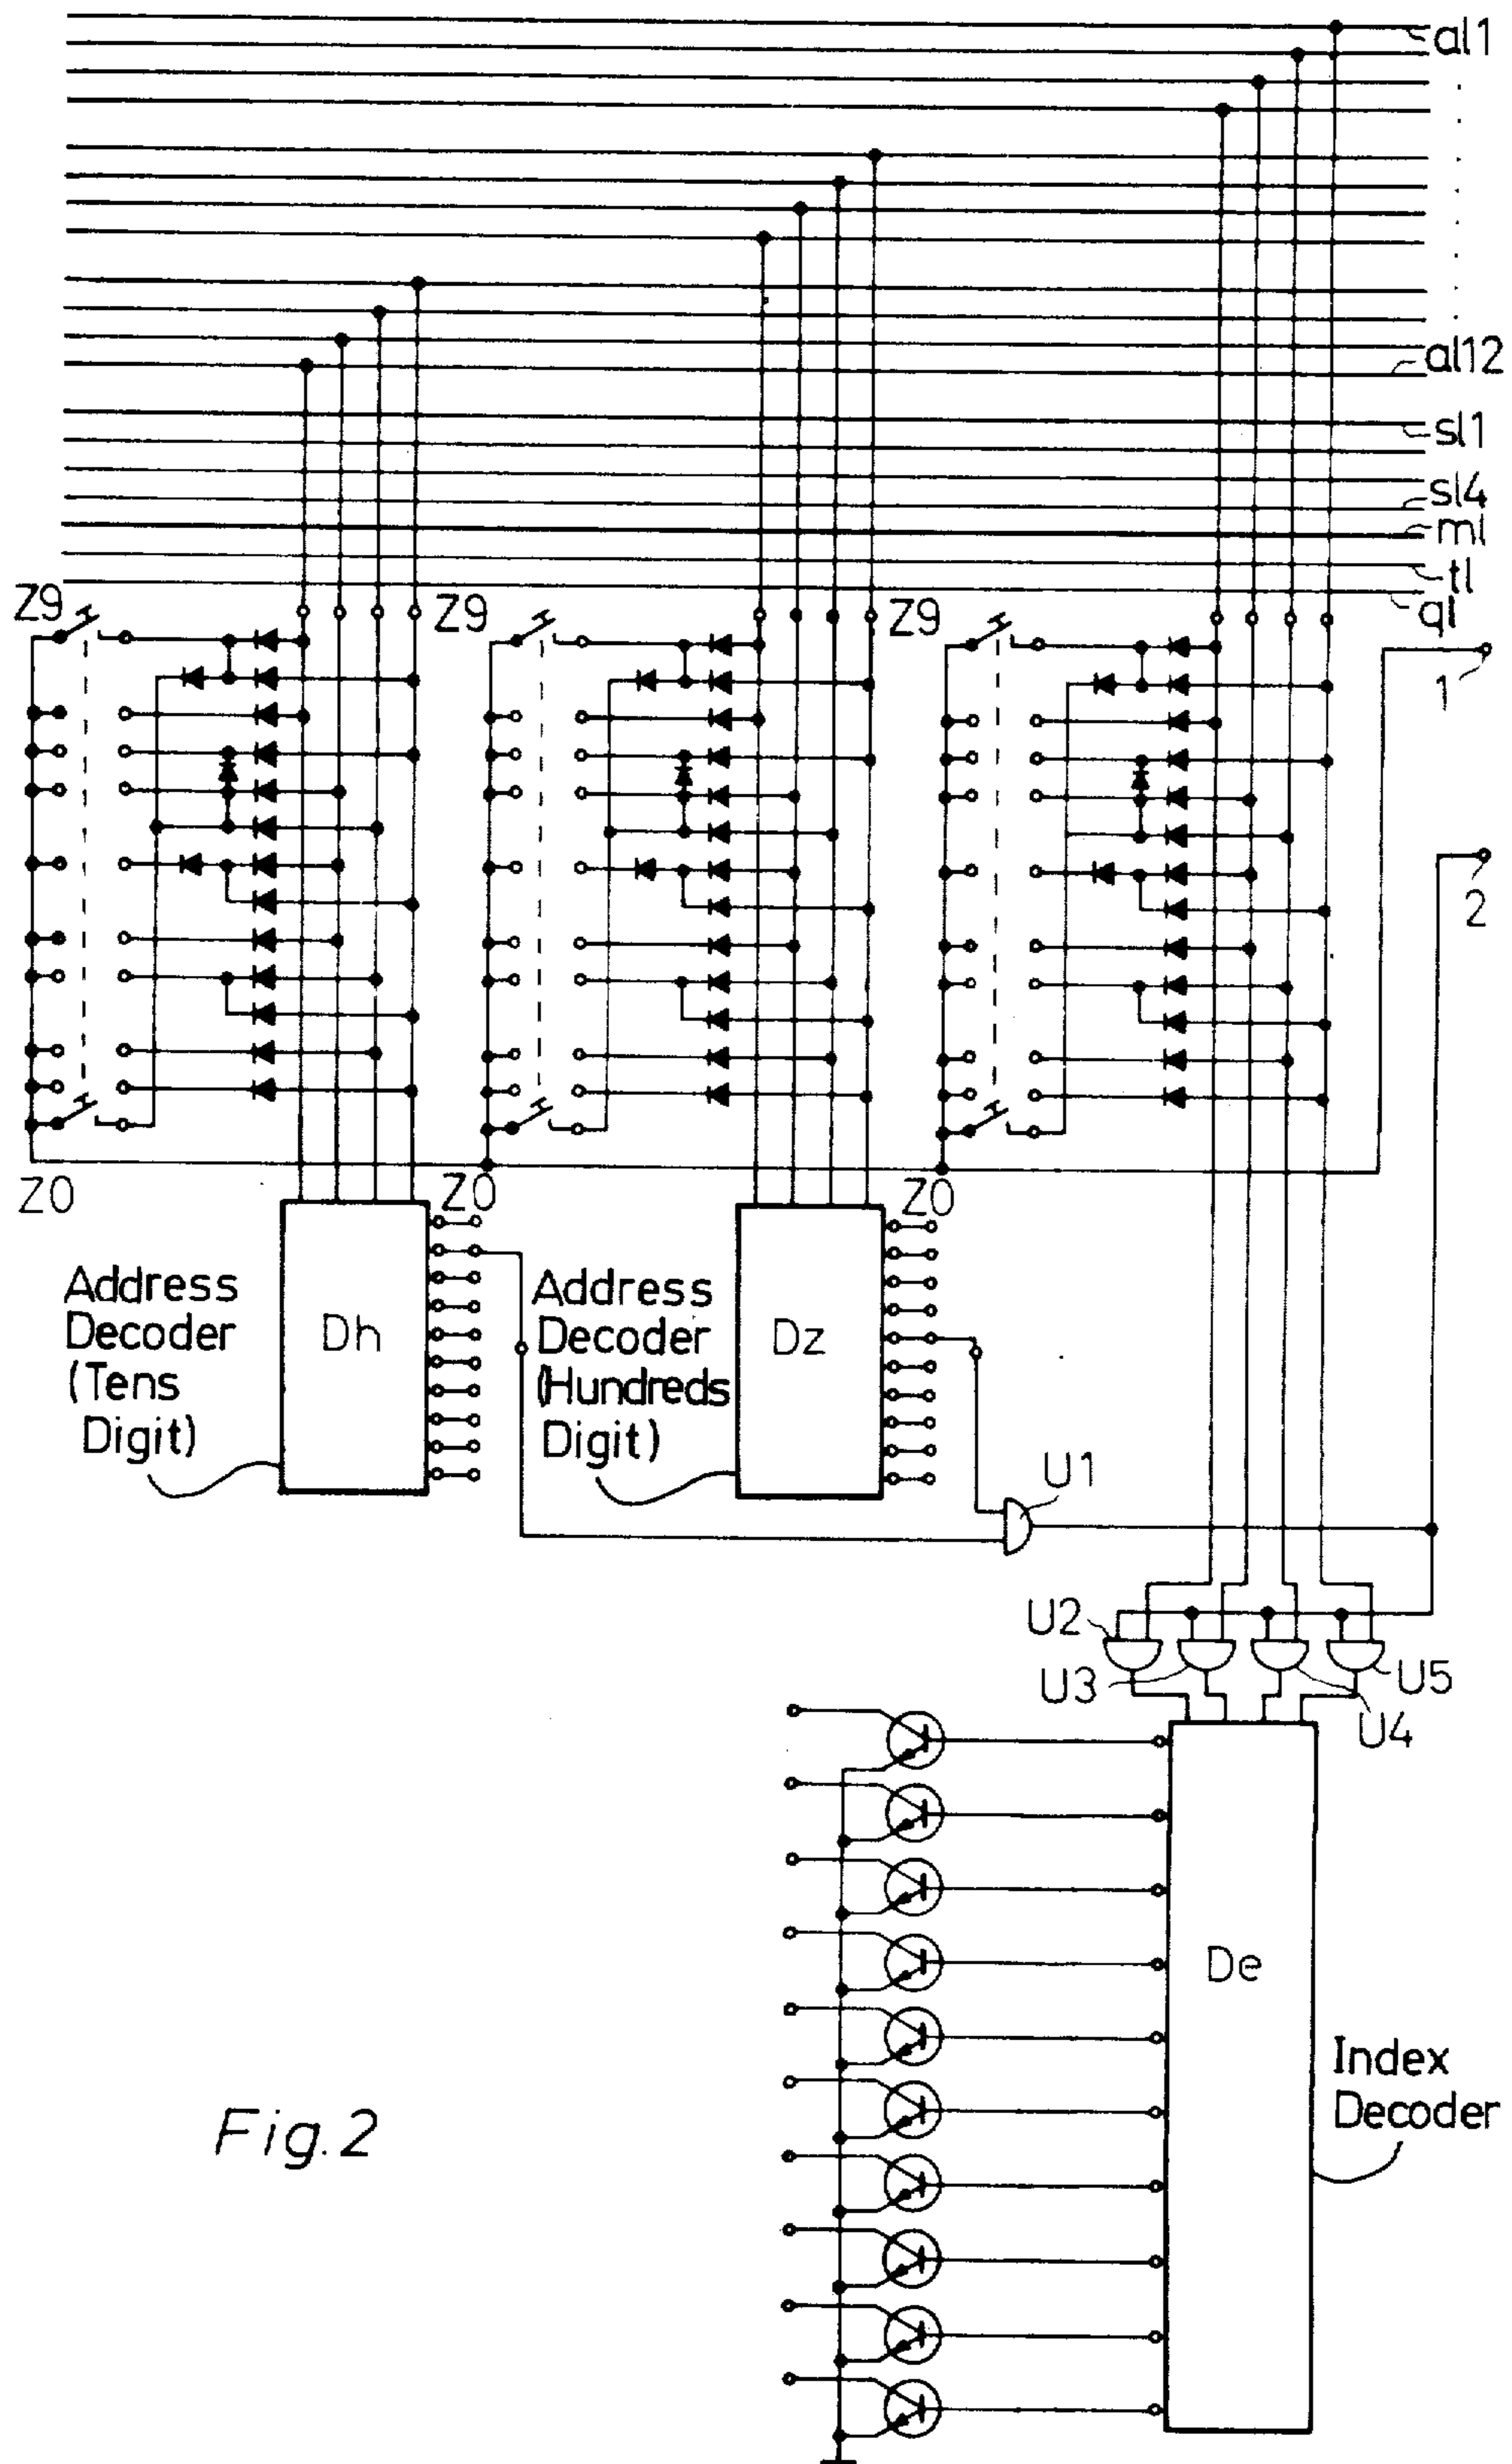 al1
al12
sl1
sl4
ml
tl
ql
Z9
Z9
Z9
1
2
Z0
Z0
Z0
Address
Decoder
(Tens
Digit)
Dh
Address
Decoder
(Hundreds
Digit)
Dz
U1
U2
U3
U5
U4
De
Index
Decoder
Fig.2